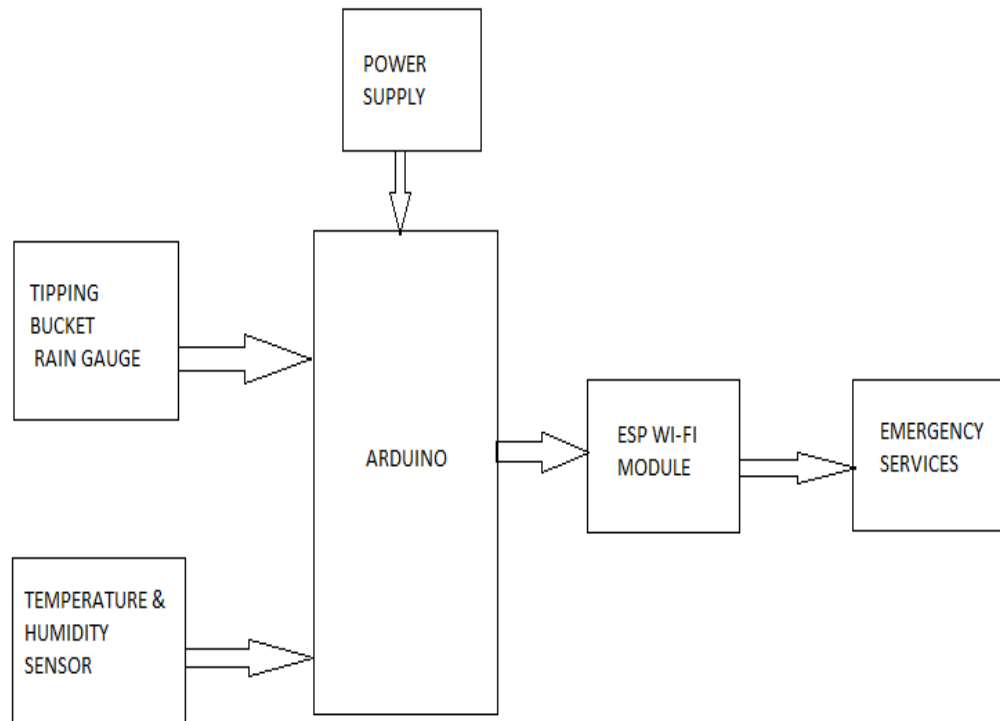 POWER
SUPPLY
TIPPING
BUCKET
RAIN GAUGE
ARDUINO
ESP WI-FI
MODULE
EMERGENCY
SERVICES
TEMPERATURE &
HUMIDITY
SENSOR